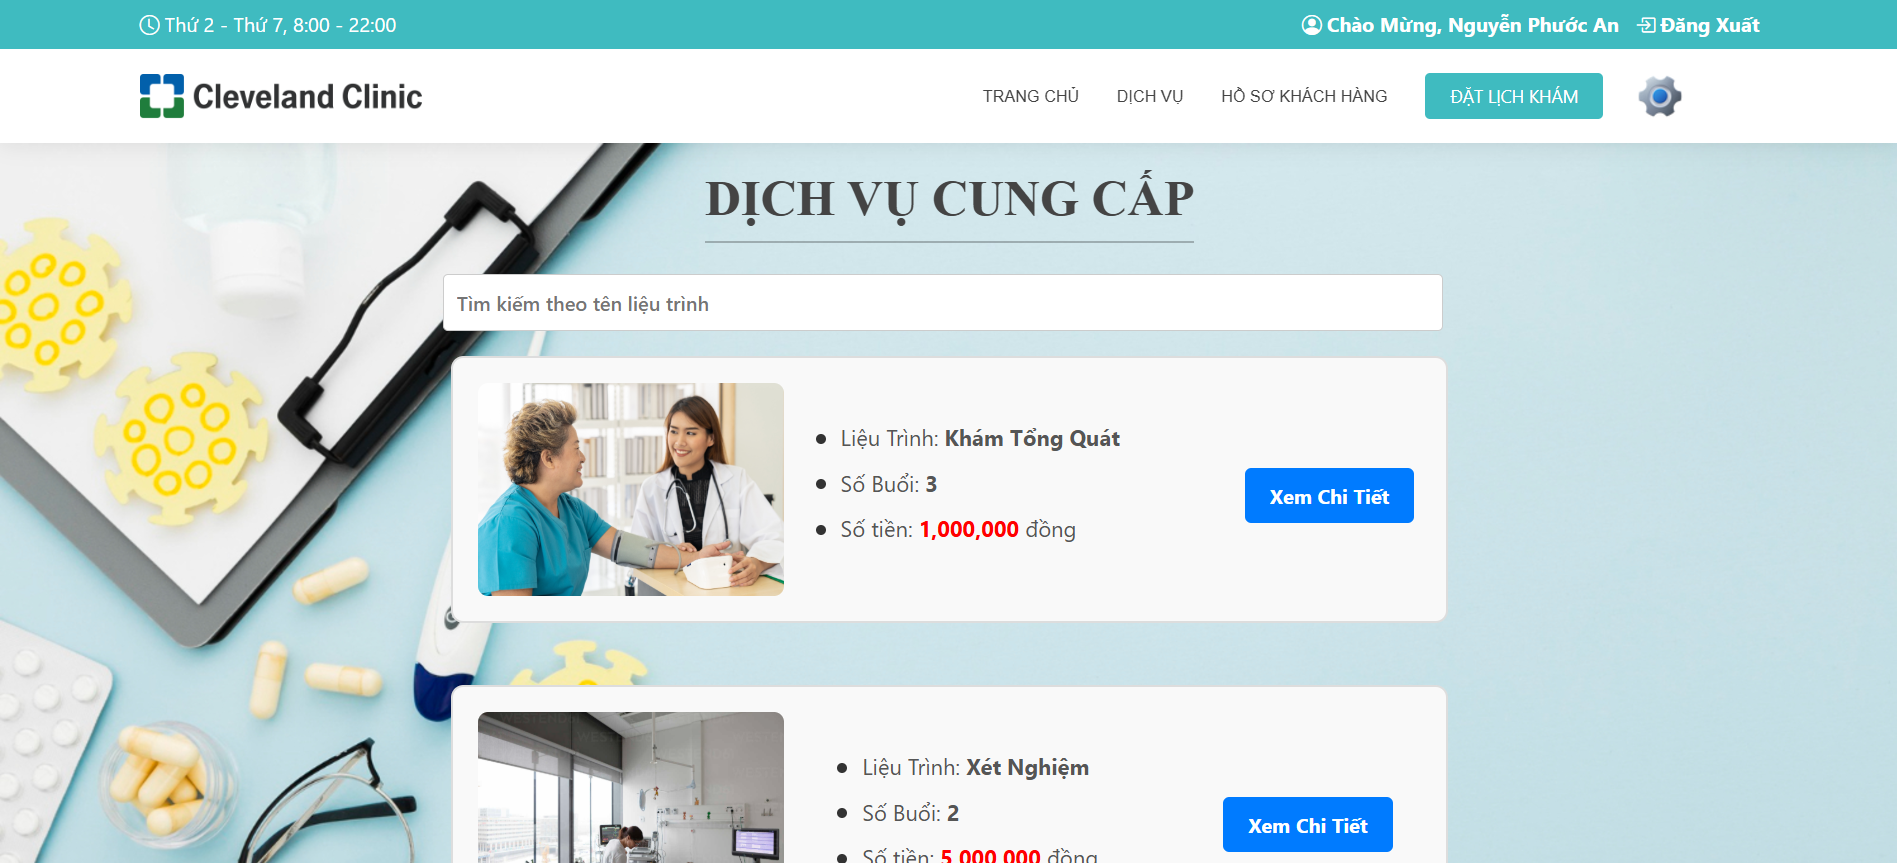 Thứ 2 - Thứ 7, 8:00 - 22:00
Chào Mừng, Nguyễn Phước An
Đăng Xuất
Cleveland Clinic
TRANG CHỦ
DỊCH VỤ
HỒ SƠ KHÁCH HÀNG
ĐẶT LỊCH KHÁM
DỊCH VỤ CUNG CẤP
Tìm kiếm theo tên liệu trình
Liệu Trình: Khám Tổng Quát
Số Buổi: 3
Số tiền: 1,000,000 đồng
Xem Chi Tiết
Liệu Trình: Xét Nghiệm
Số Buổi: 2
Số tiền: 5,000,000 đồng
Xem Chi Tiết